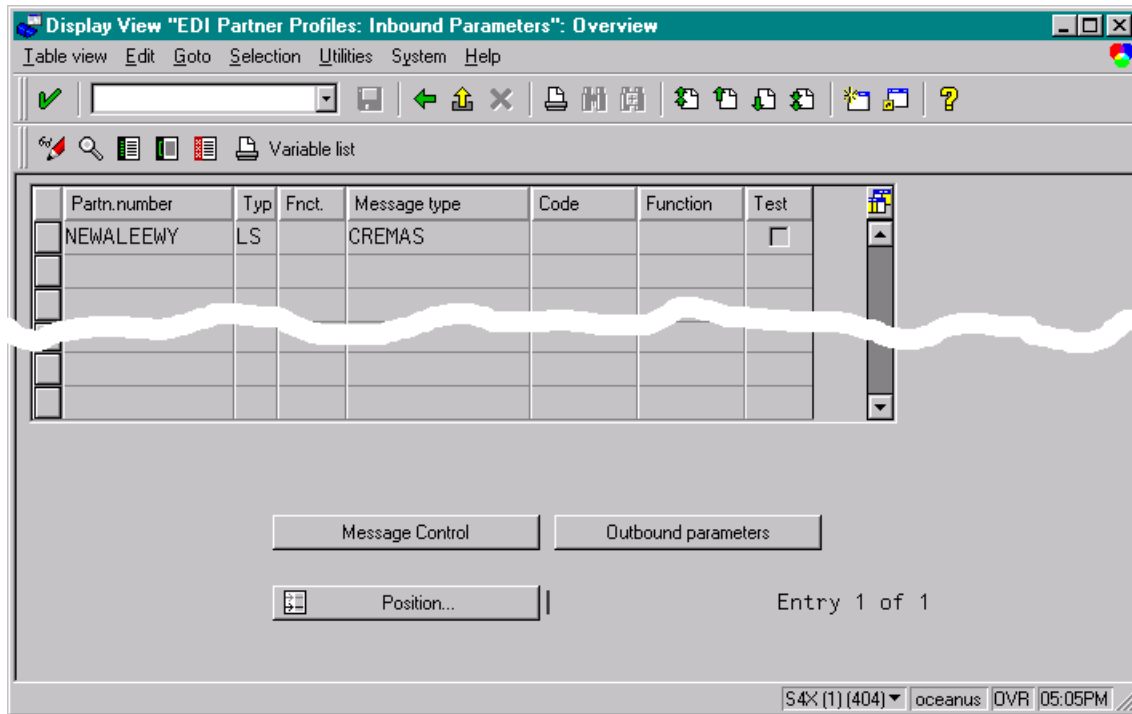 Display View "EDI Partner Profiles: Inbound Parameters": Overview
Table view Edit Goto Selection Utilities System Help
Variable list
Partn.number Typ Fnct. Message type Code Function Test
NEWALEEWY LS CREMAS
Message Control Outbound parameters
Position... Entry 1 of 1
S4X (1) (404) oceanus OVR 05:05PM